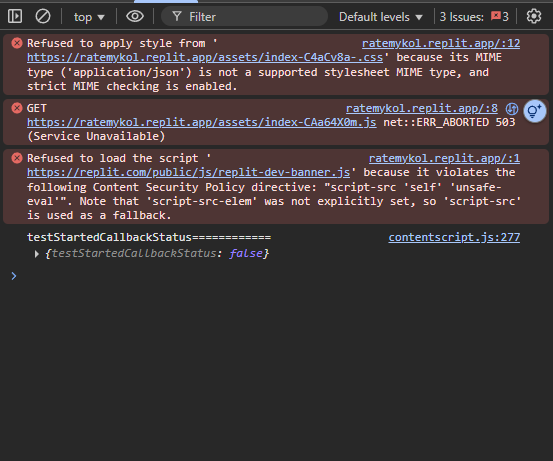 top ▼ Filter Default levels ▼ 3 Issues: 3
Refused to apply style from ' ratemykol.replit.app/:12
https://ratemykol.replit.app/assets/index-C4aCv8a-.css' because its MIME
type ('application/json') is not a supported stylesheet MIME type, and
strict MIME checking is enabled.
GET ratemykol.replit.app/:8
https://ratemykol.replit.app/assets/index-CAa64X0m.js net::ERR_ABORTED 503
(Service Unavailable)
Refused to load the script ' ratemykol.replit.app/:1
https://replit.com/public/js/replit-dev-banner.js' because it violates the
following Content Security Policy directive: "script-src 'self' 'unsafe-
eval'". Note that 'script-src-elem' was not explicitly set, so 'script-src'
is used as a fallback.
testStartedCallbackStatus============ contentscript.js:277
{testStartedCallbackStatus: false}